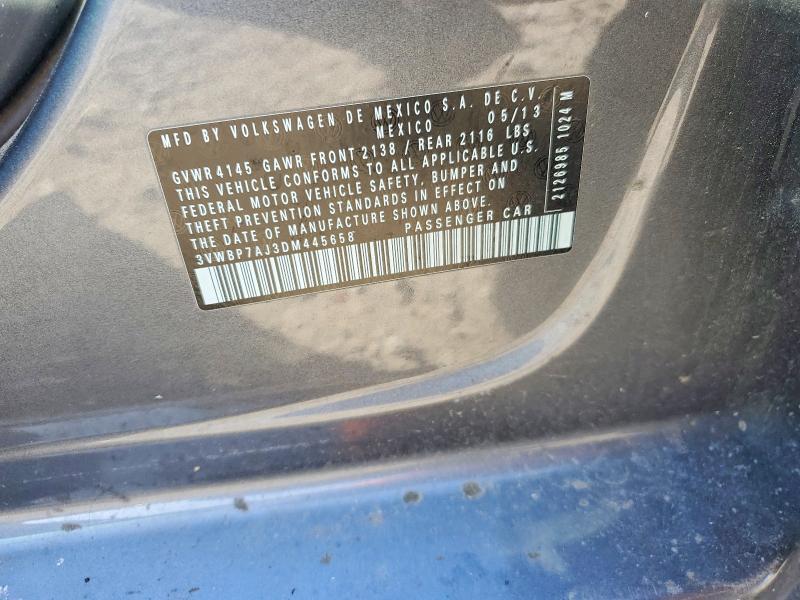 MFD BY VOLKSWAGEN DE MEXICO S.A. DE C.V.
MEXICO 05/13
GVWR 4145 GAWR FRONT 2138 / REAR 2116 LBS
THIS VEHICLE CONFORMS TO ALL APPLICABLE U.S.
FEDERAL MOTOR VEHICLE SAFETY, BUMPER AND
THEFT PREVENTION STANDARDS IN EFFECT ON
THE DATE OF MANUFACTURE SHOWN ABOVE.
3VWBP7AJ3DM445658 PASSENGER CAR
2126985 1024 M